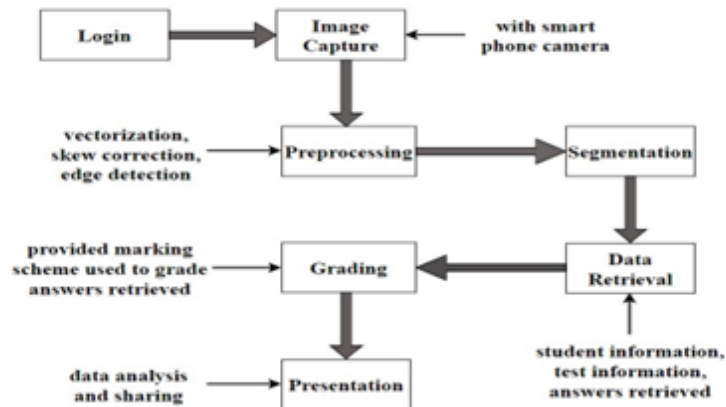 Login
Image
Capture
with smart
phone camera
vectorization,
skew correction,
edge detection
Preprocessing
Segmentation
provided marking
scheme used to grade
answers retrieved
Grading
Data
Retrieval
student information,
test information,
answers retrieved
data analysis
and sharing
Presentation